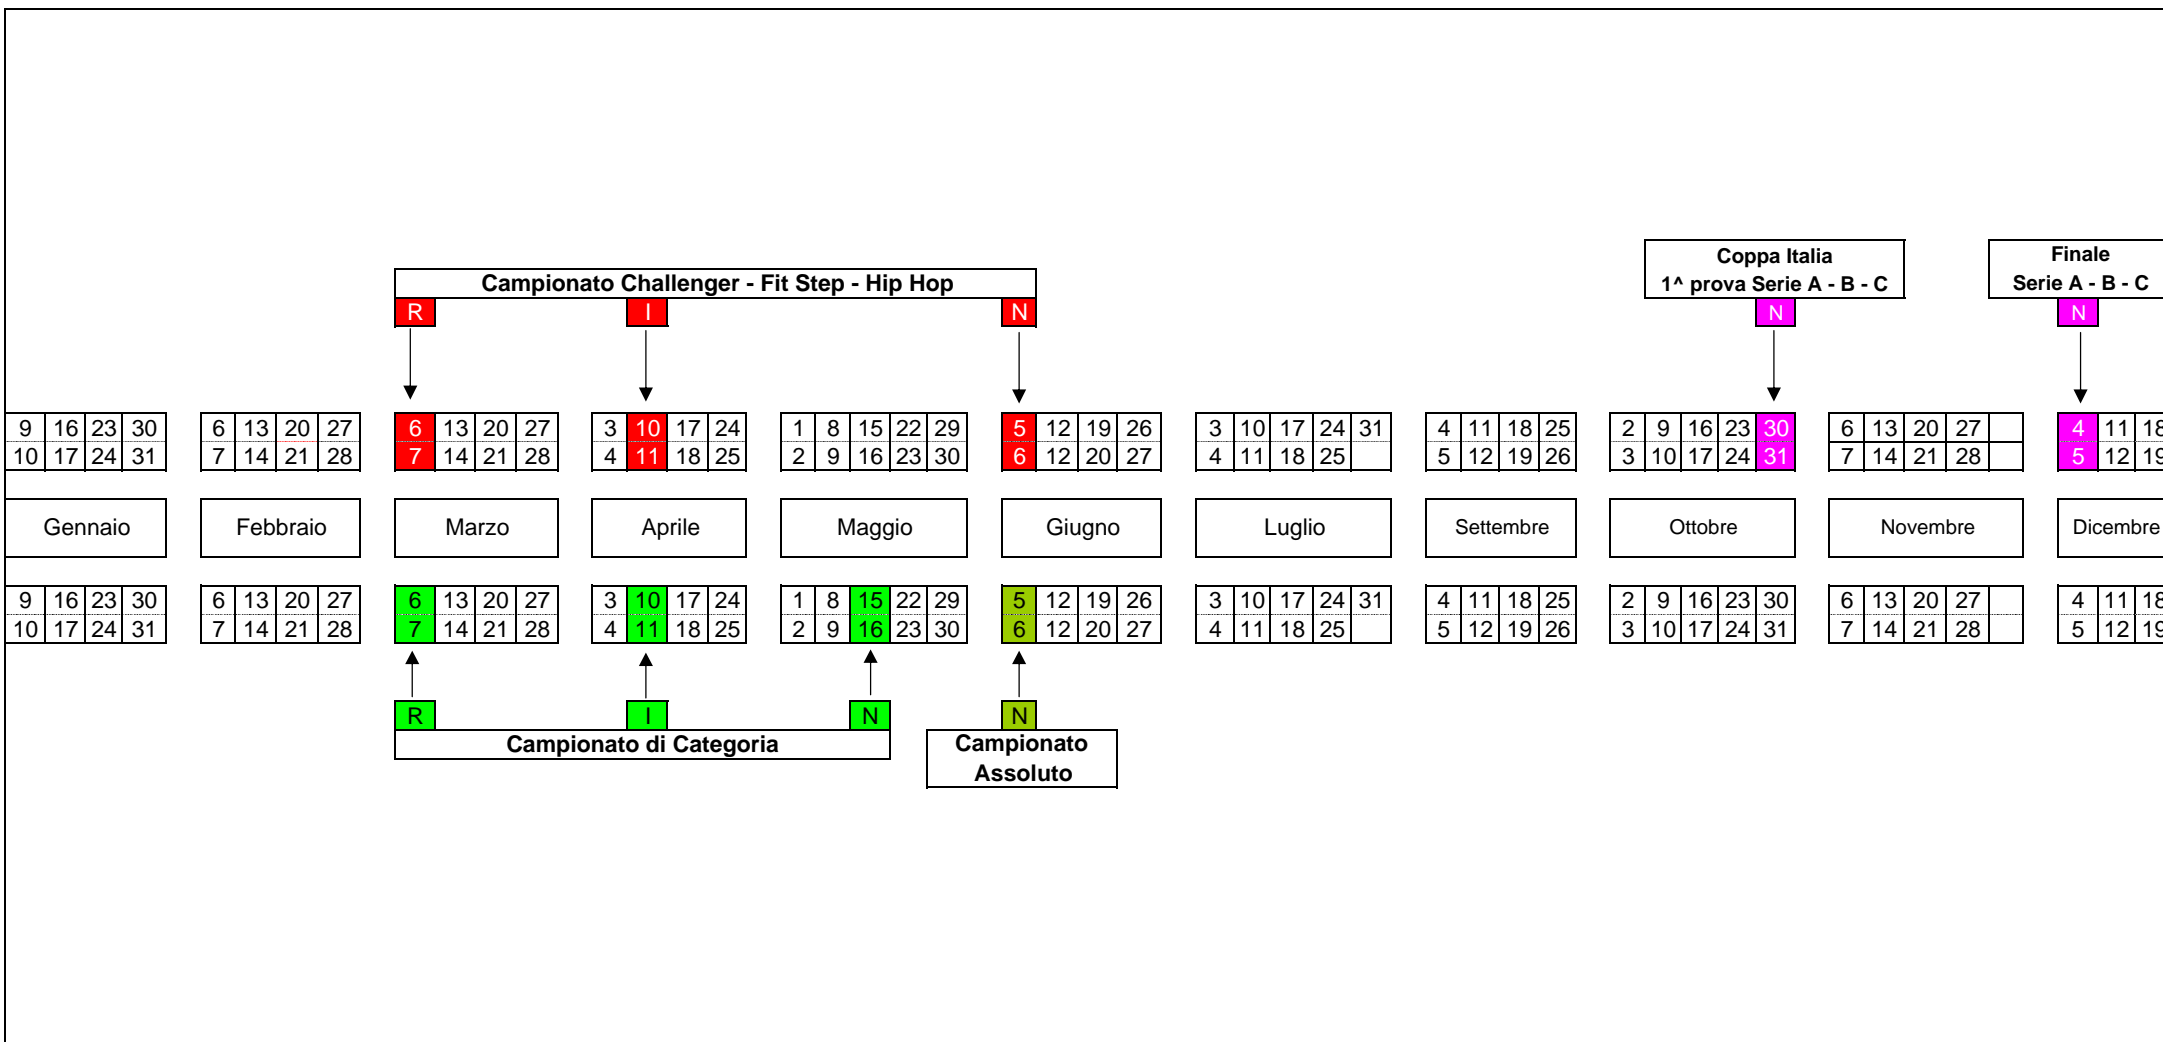 Coppa Italia
1^ prova Serie A - B - C
Finale
Serie A - B - C
Campionato Challenger - Fit Step - Hip Hop
R I N N N
9 16 23 30 6 13 20 27 6 13 20 27 3 10 17 24 1 8 15 22 29 5 12 19 26 3 10 17 24 31 4 11 18 25 2 9 16 23 30 6 13 20 27 4 11 18
10 17 24 31 7 14 21 28 7 14 21 28 4 11 18 25 2 9 16 23 30 6 12 20 27 4 11 18 25 5 12 19 26 3 10 17 24 31 7 14 21 28 5 12 19
Gennaio Febbraio Marzo Aprile Maggio Giugno Luglio Settembre Ottobre Novembre Dicembre
9 16 23 30 6 13 20 27 6 13 20 27 3 10 17 24 1 8 15 22 29 5 12 19 26 3 10 17 24 31 4 11 18 25 2 9 16 23 30 6 13 20 27 4 11 18
10 17 24 31 7 14 21 28 7 14 21 28 4 11 18 25 2 9 16 23 30 6 12 20 27 4 11 18 25 5 12 19 26 3 10 17 24 31 7 14 21 28 5 12 19
R I N N
Campionato di Categoria
Campionato
Assoluto